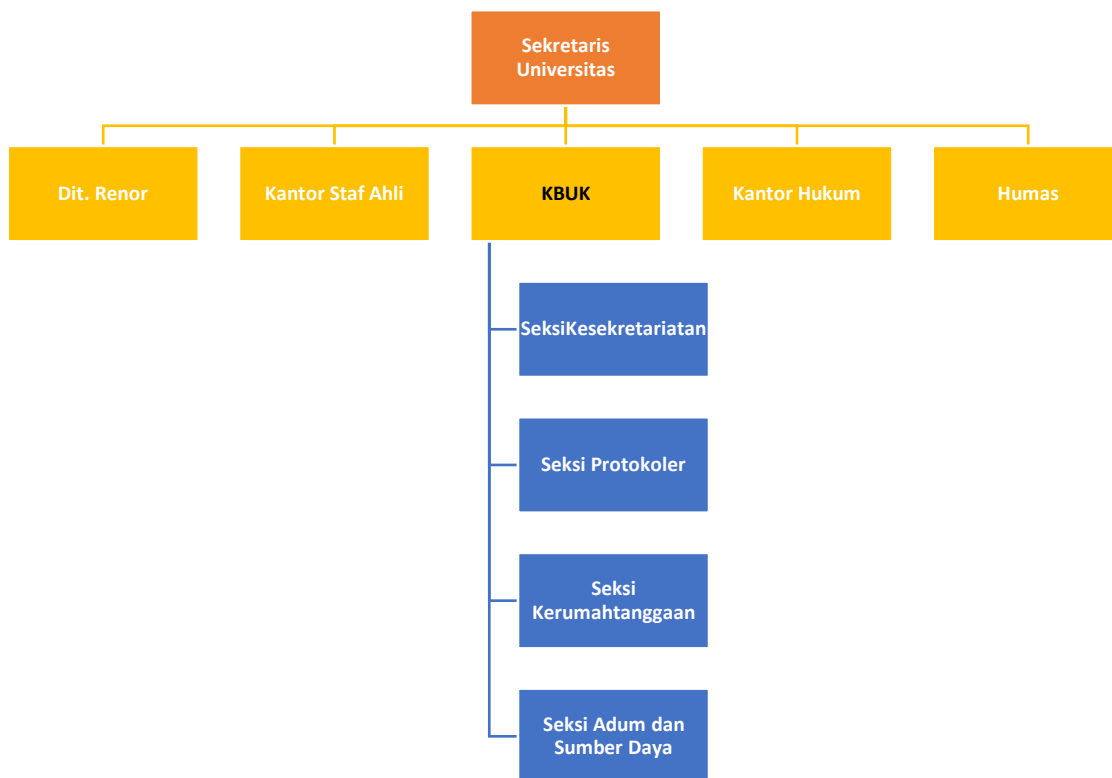 Sekretaris
Universitas
Dit. Renor
Kantor Staf Ahli
KBUK
Kantor Hukum
Humas
SeksiKesekretariatan
Seksi Protokoler
Seksi
Kerumahtanggaan
Seksi Adum dan
Sumber Daya